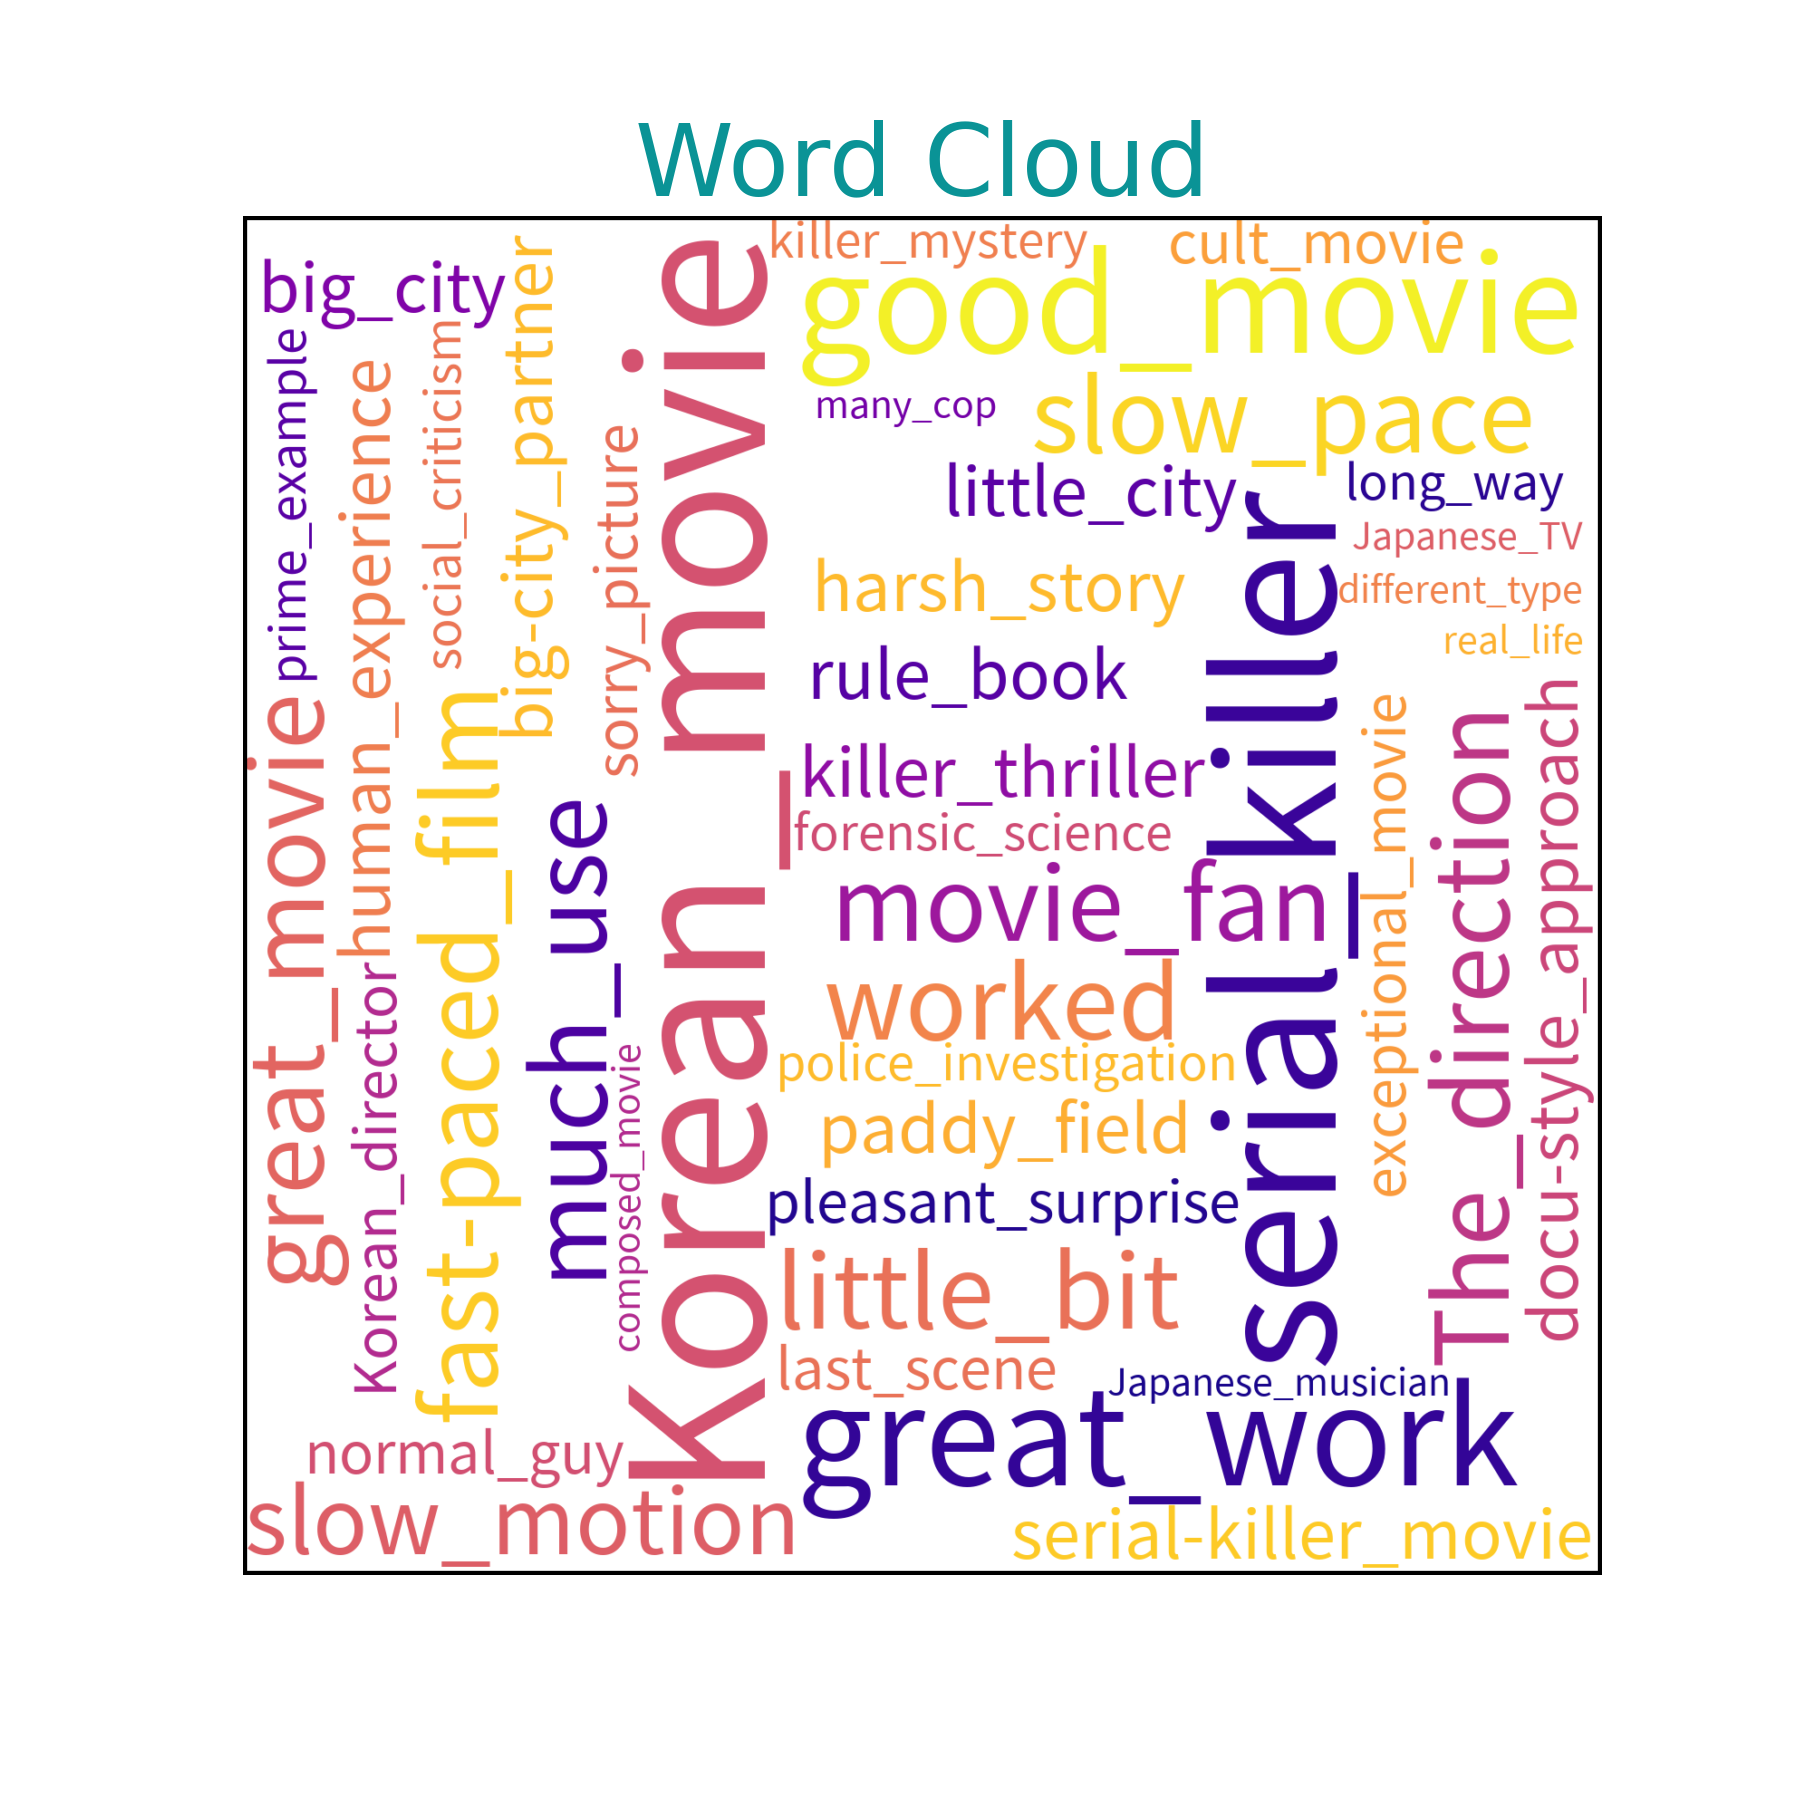 Word Cloud
killer_mystery
cult_movie
big_city
good_movie
many_cop
slow_pace
little_city
long_way
Japanese_TV
harsh_story
different_type
real_life
rule_book
killer_thriller
forensic_science
movie_fan
worked
police_investigation
paddy_field
pleasant_surprise
little_bit
last_scene
Japanese_musician
great_work
normal_guy
slow_motion
serial-killer_movie
prime_example
great_movie
human_experience
Korean_director
social_criticism
fast-paced_film
big-city_partner
much_use
sorry_picture
composed_movie
Korean_movie
serial_killer
exceptional_movie
The_direction
docu-style_approach